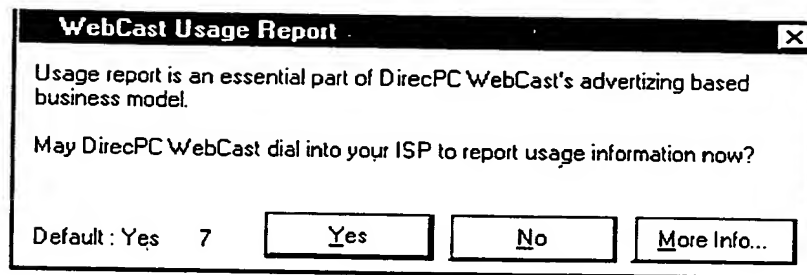 WebCast Usage Report
Usage report is an essential part of DirecPC WebCast's advertizing based
business model.
May DirecPC WebCast dial into your ISP to report usage information now?
Default : Yes 7 Yes No More Info...